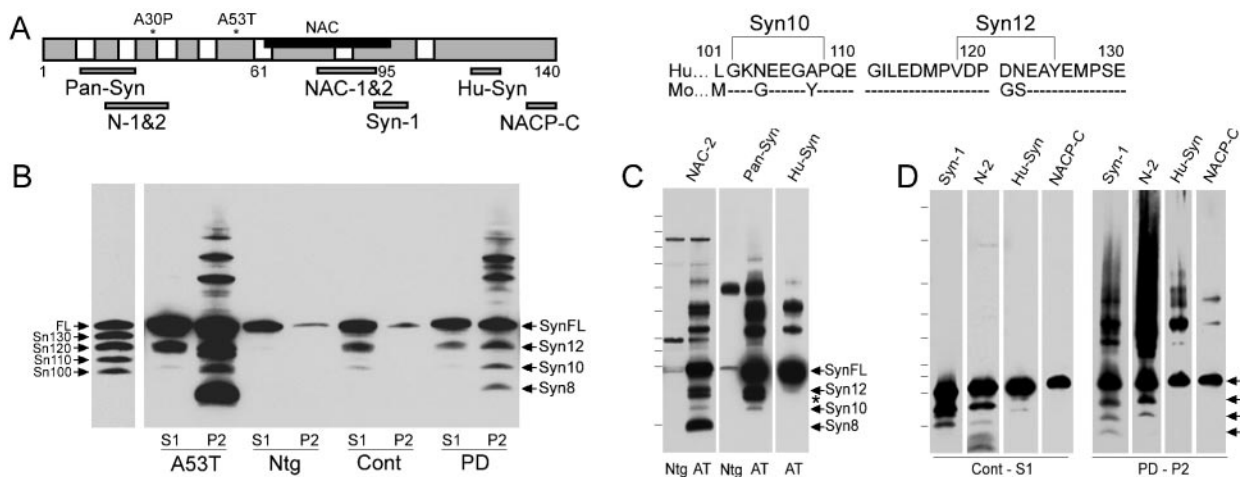 A
A30P
A53T
*
*
NAC
1
61
95
140
Pan-Syn
NAC-1&2
Hu-Syn
N-1&2
Syn-1
NACP-C
Syn10
Syn12
101
110
120
130
Hu... LGKNEEGAPQE GILEDMPVDP DNEAYEMPSE
Mo... M----G-----Y----- ------------------ GS----------------
B
FL
Sn130
Sn120
Sn110
Sn100
SynFL
Syn12
Syn10
Syn8
S1 P2 S1 P2 S1 P2 S1 P2
A53T Ntg Cont PD
C
NAC-2
Pan-Syn
Hu-Syn
SynFL
Syn12
*
Syn10
Syn8
Ntg AT Ntg AT AT
D
Syn-1
N-2
Hu-Syn
NACP-C
Syn-1
N-2
Hu-Syn
NACP-C
Cont - S1
PD - P2